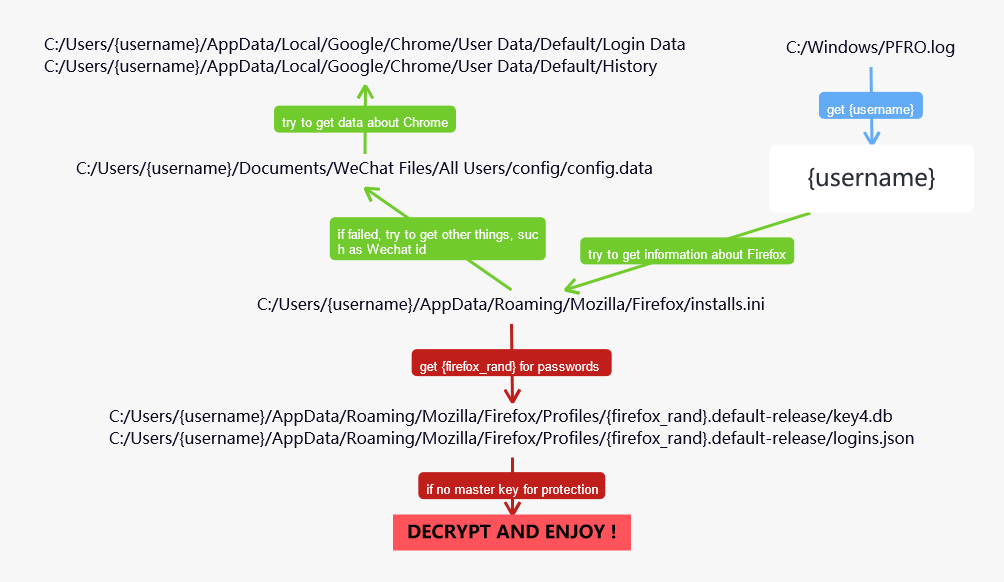 C:/Users/{username}/AppData/Local/Google/Chrome/User Data/Default/Login Data
C:/Users/{username}/AppData/Local/Google/Chrome/User Data/Default/History
C:/Windows/PFRO.log
get {username}
try to get data about Chrome
C:/Users/{username}/Documents/WeChat Files/All Users/config/config.data
{username}
if failed, try to get other things, suc
h as Wechat id
try to get information about Firefox
C:/Users/{username}/AppData/Roaming/Mozilla/Firefox/installs.ini
get {firefox_rand} for passwords
C:/Users/{username}/AppData/Roaming/Mozilla/Firefox/Profiles/{firefox_rand}.default-release/key4.db
C:/Users/{username}/AppData/Roaming/Mozilla/Firefox/Profiles/{firefox_rand}.default-release/logins.json
if no master key for protection
DECRYPT AND ENJOY !